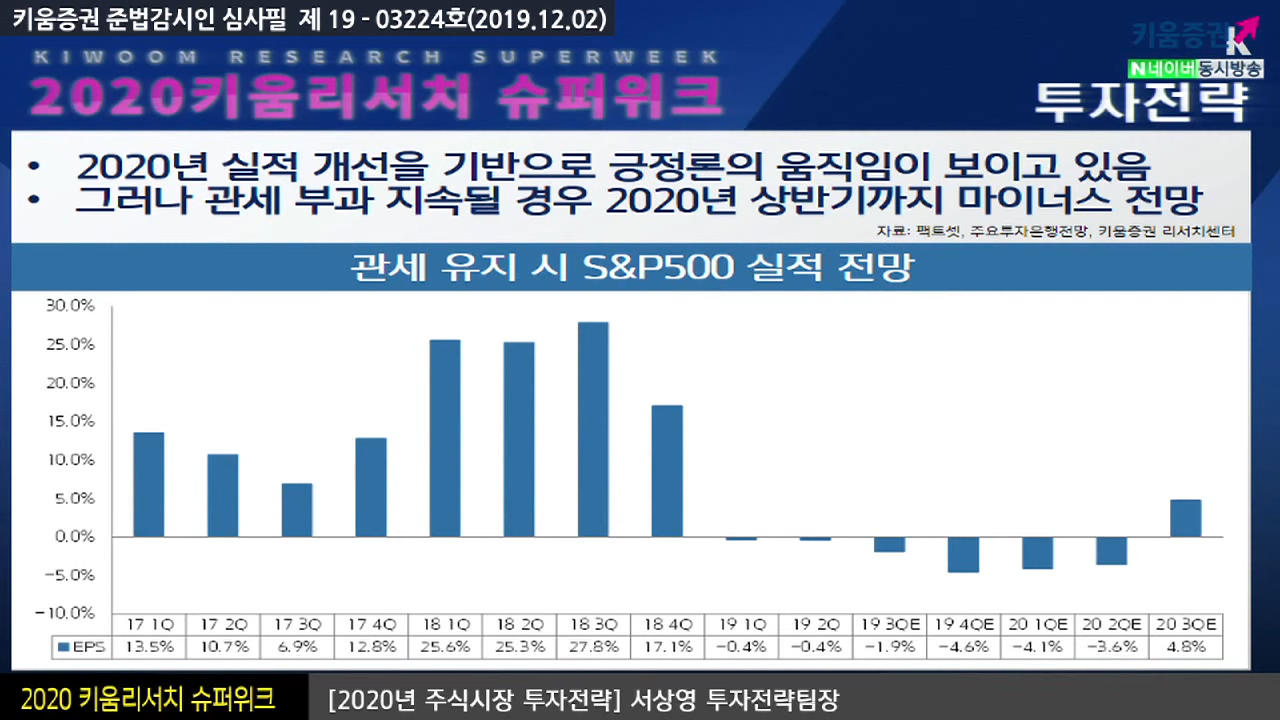 키움증권 준법감시인 심사필 제 19 - 03224호(2019.12.02)
키움증권
KIWOOM RESEARCH SUPERWEEK
N네이버 동시방송
2020키움리서치 슈퍼위크
투자전략
• 2020년 실적 개선을 기반으로 긍정론의 움직임이 보이고 있음
• 그러나 관세 부과 지속될 경우 2020년 상반기까지 마이너스 전망
자료: 팩트셋, 주요투자은행전망, 키움증권 리서치센터
관세 유지 시 S&P500 실적 전망
30.0%
25.0%
20.0%
15.0%
10.0%
5.0%
0.0%
-5.0%
-10.0%
17 1Q 17 2Q 17 3Q 17 4Q 18 1Q 18 2Q 18 3Q 18 4Q 19 1Q 19 2Q 19 3QE 19 4QE 20 1QE 20 2QE 20 3QE
EPS 13.5% 10.7% 6.9% 12.8% 25.6% 25.3% 27.8% 17.1% -0.4% -0.4% -1.9% -4.6% -4.1% -3.6% 4.8%
2020 키움리서치 슈퍼위크 [2020년 주식시장 투자전략] 서상영 투자전략팀장